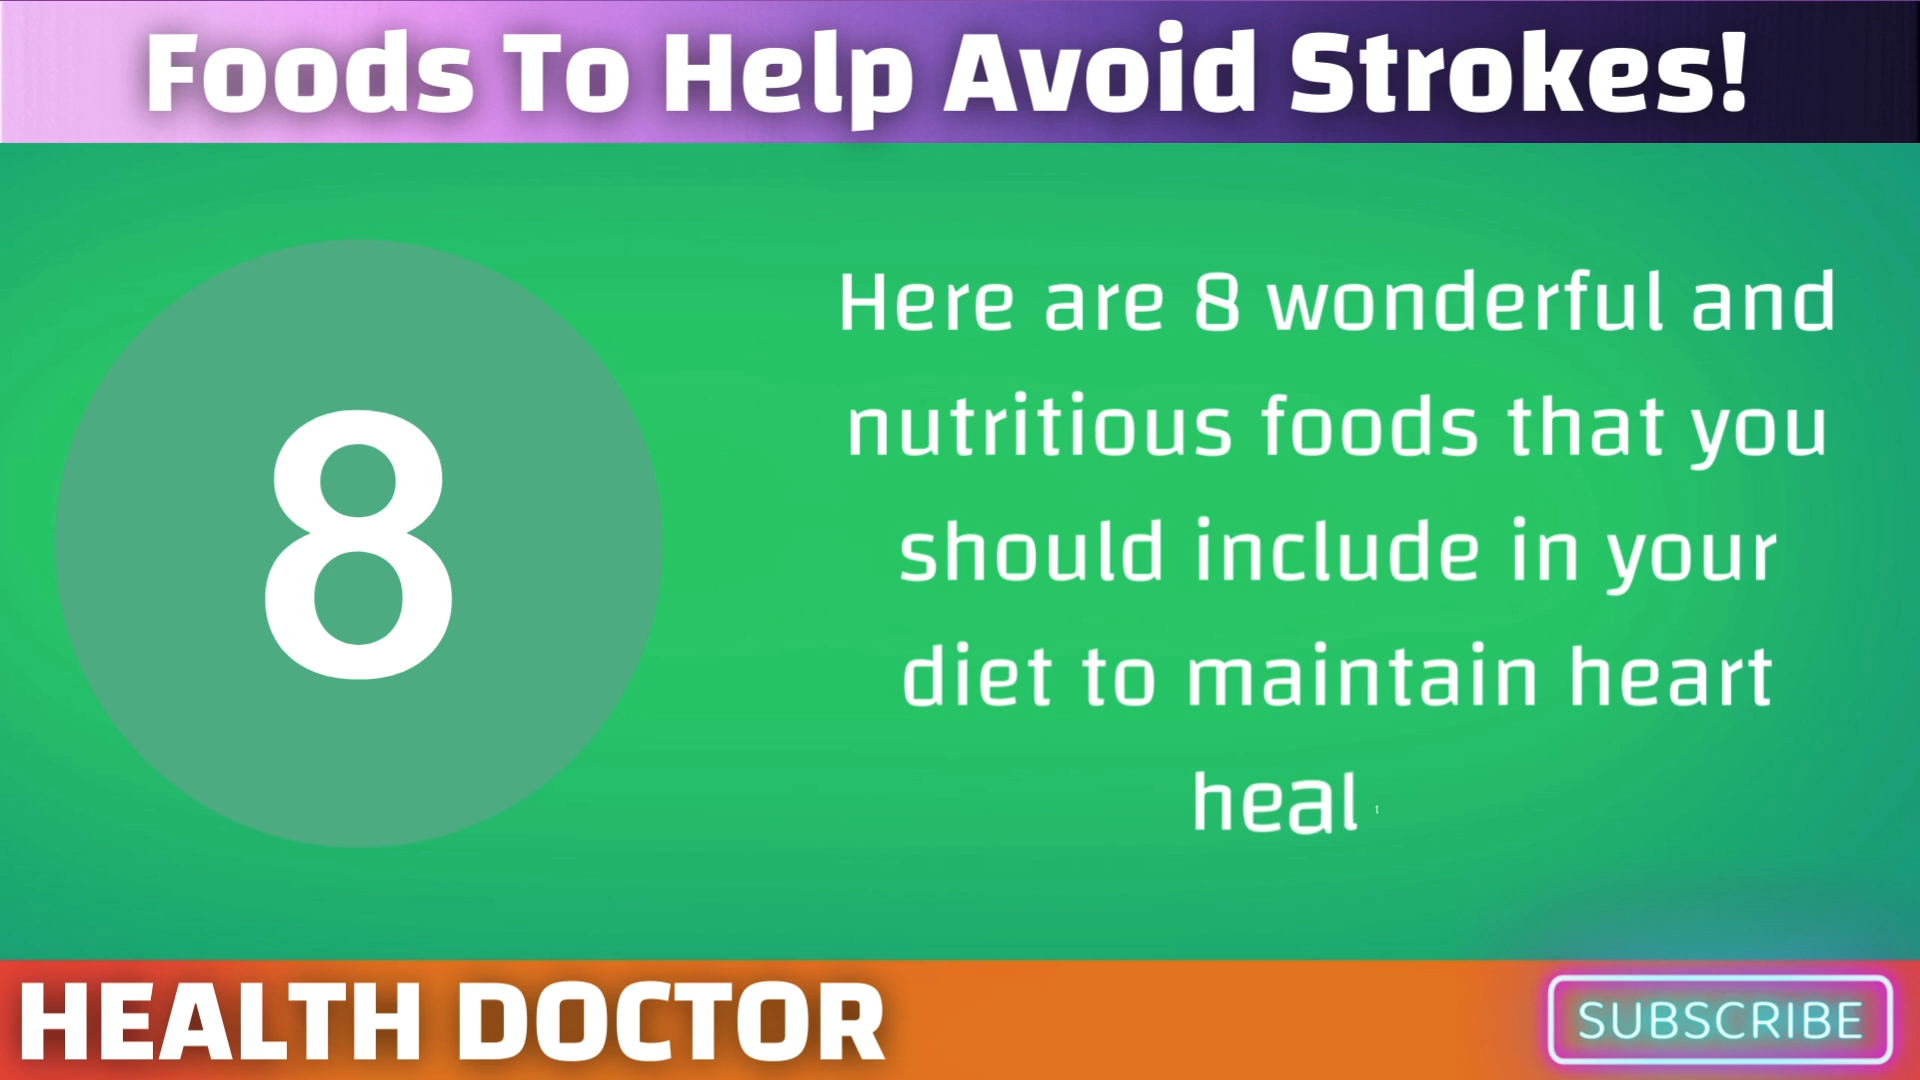 Foods To Help Avoid Strokes!
8
Here are 8 wonderful and
nutritious foods that you
should include in your
diet to maintain heart
healt
HEALTH DOCTOR
SUBSCRIBE